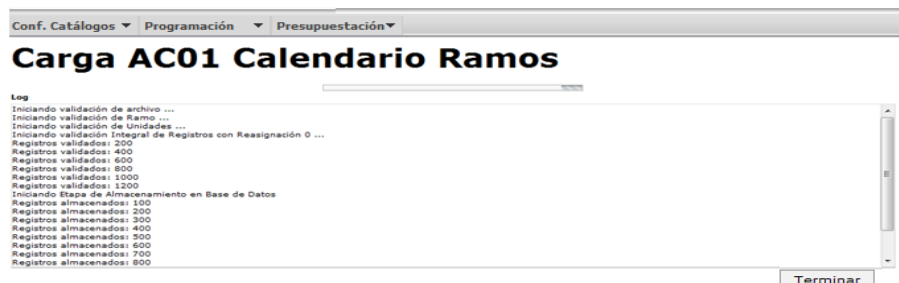 Conf. Catálogos Programación Presupuestación
Carga AC01 Calendario Ramos
Log
Iniciando validación de archivo ...
Iniciando validación de Ramo ...
Iniciando validación de Unidades ...
Iniciando validación Integral de Registros con Reasignación 0 ...
Registros validados: 200
Registros validados: 400
Registros validados: 600
Registros validados: 800
Registros validados: 1000
Registros validados: 1200
Iniciando Etapa de Almacenamiento en Base de Datos
Registros almacenados: 100
Registros almacenados: 200
Registros almacenados: 300
Registros almacenados: 400
Registros almacenados: 500
Registros almacenados: 600
Registros almacenados: 700
Registros almacenados: 800
Terminar